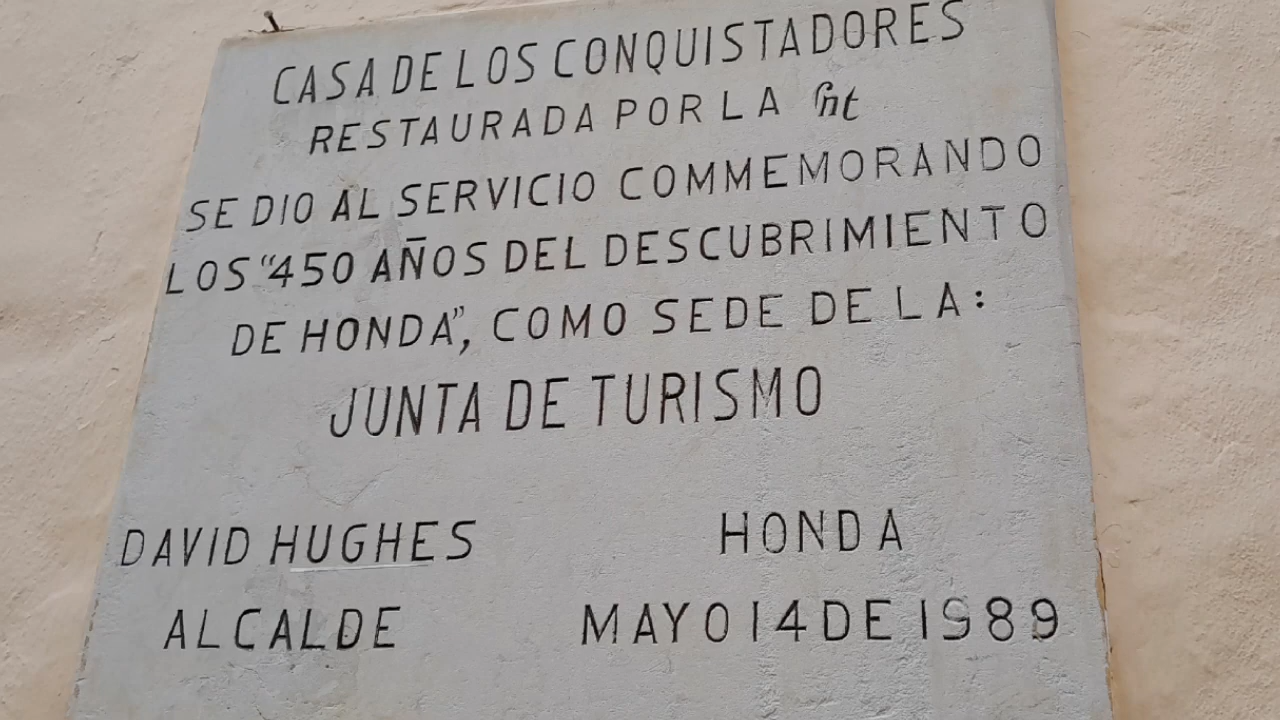 CASA DE LOS CONQUISTADORES
RESTAURADA POR LA cnt
SE DIO AL SERVICIO COMMEMORANDO
LOS "450 AÑOS DEL DESCUBRIMIENTO
DE HONDA", COMO SEDE DE LA:
JUNTA DE TURISMO
DAVID HUGHES HONDA
ALCALDE MAYO 14 DE 1989